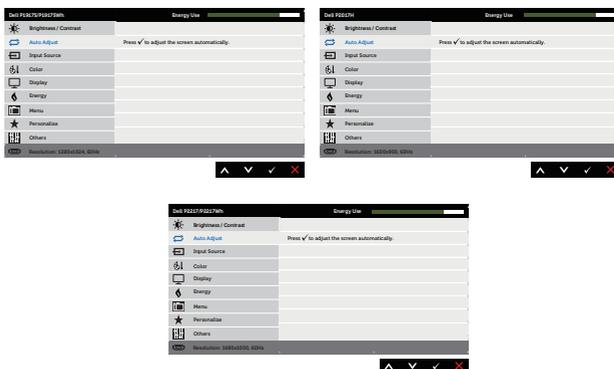 Dell P1917S/P1917SWh Energy Use
Brightness / Contrast
Auto Adjust Press ✓ to adjust the screen automatically.
Input Source
Color
Display
Energy
Menu
Personalize
Others
Resolution: 1280x1024, 60Hz
Dell P2017H Energy Use
Brightness / Contrast
Auto Adjust Press ✓ to adjust the screen automatically.
Input Source
Color
Display
Energy
Menu
Personalize
Others
Resolution: 1600x900, 60Hz
Dell P2217/P2217Wh Energy Use
Brightness / Contrast
Auto Adjust Press ✓ to adjust the screen automatically.
Input Source
Color
Display
Energy
Menu
Personalize
Others
Resolution: 1680x1050, 60Hz